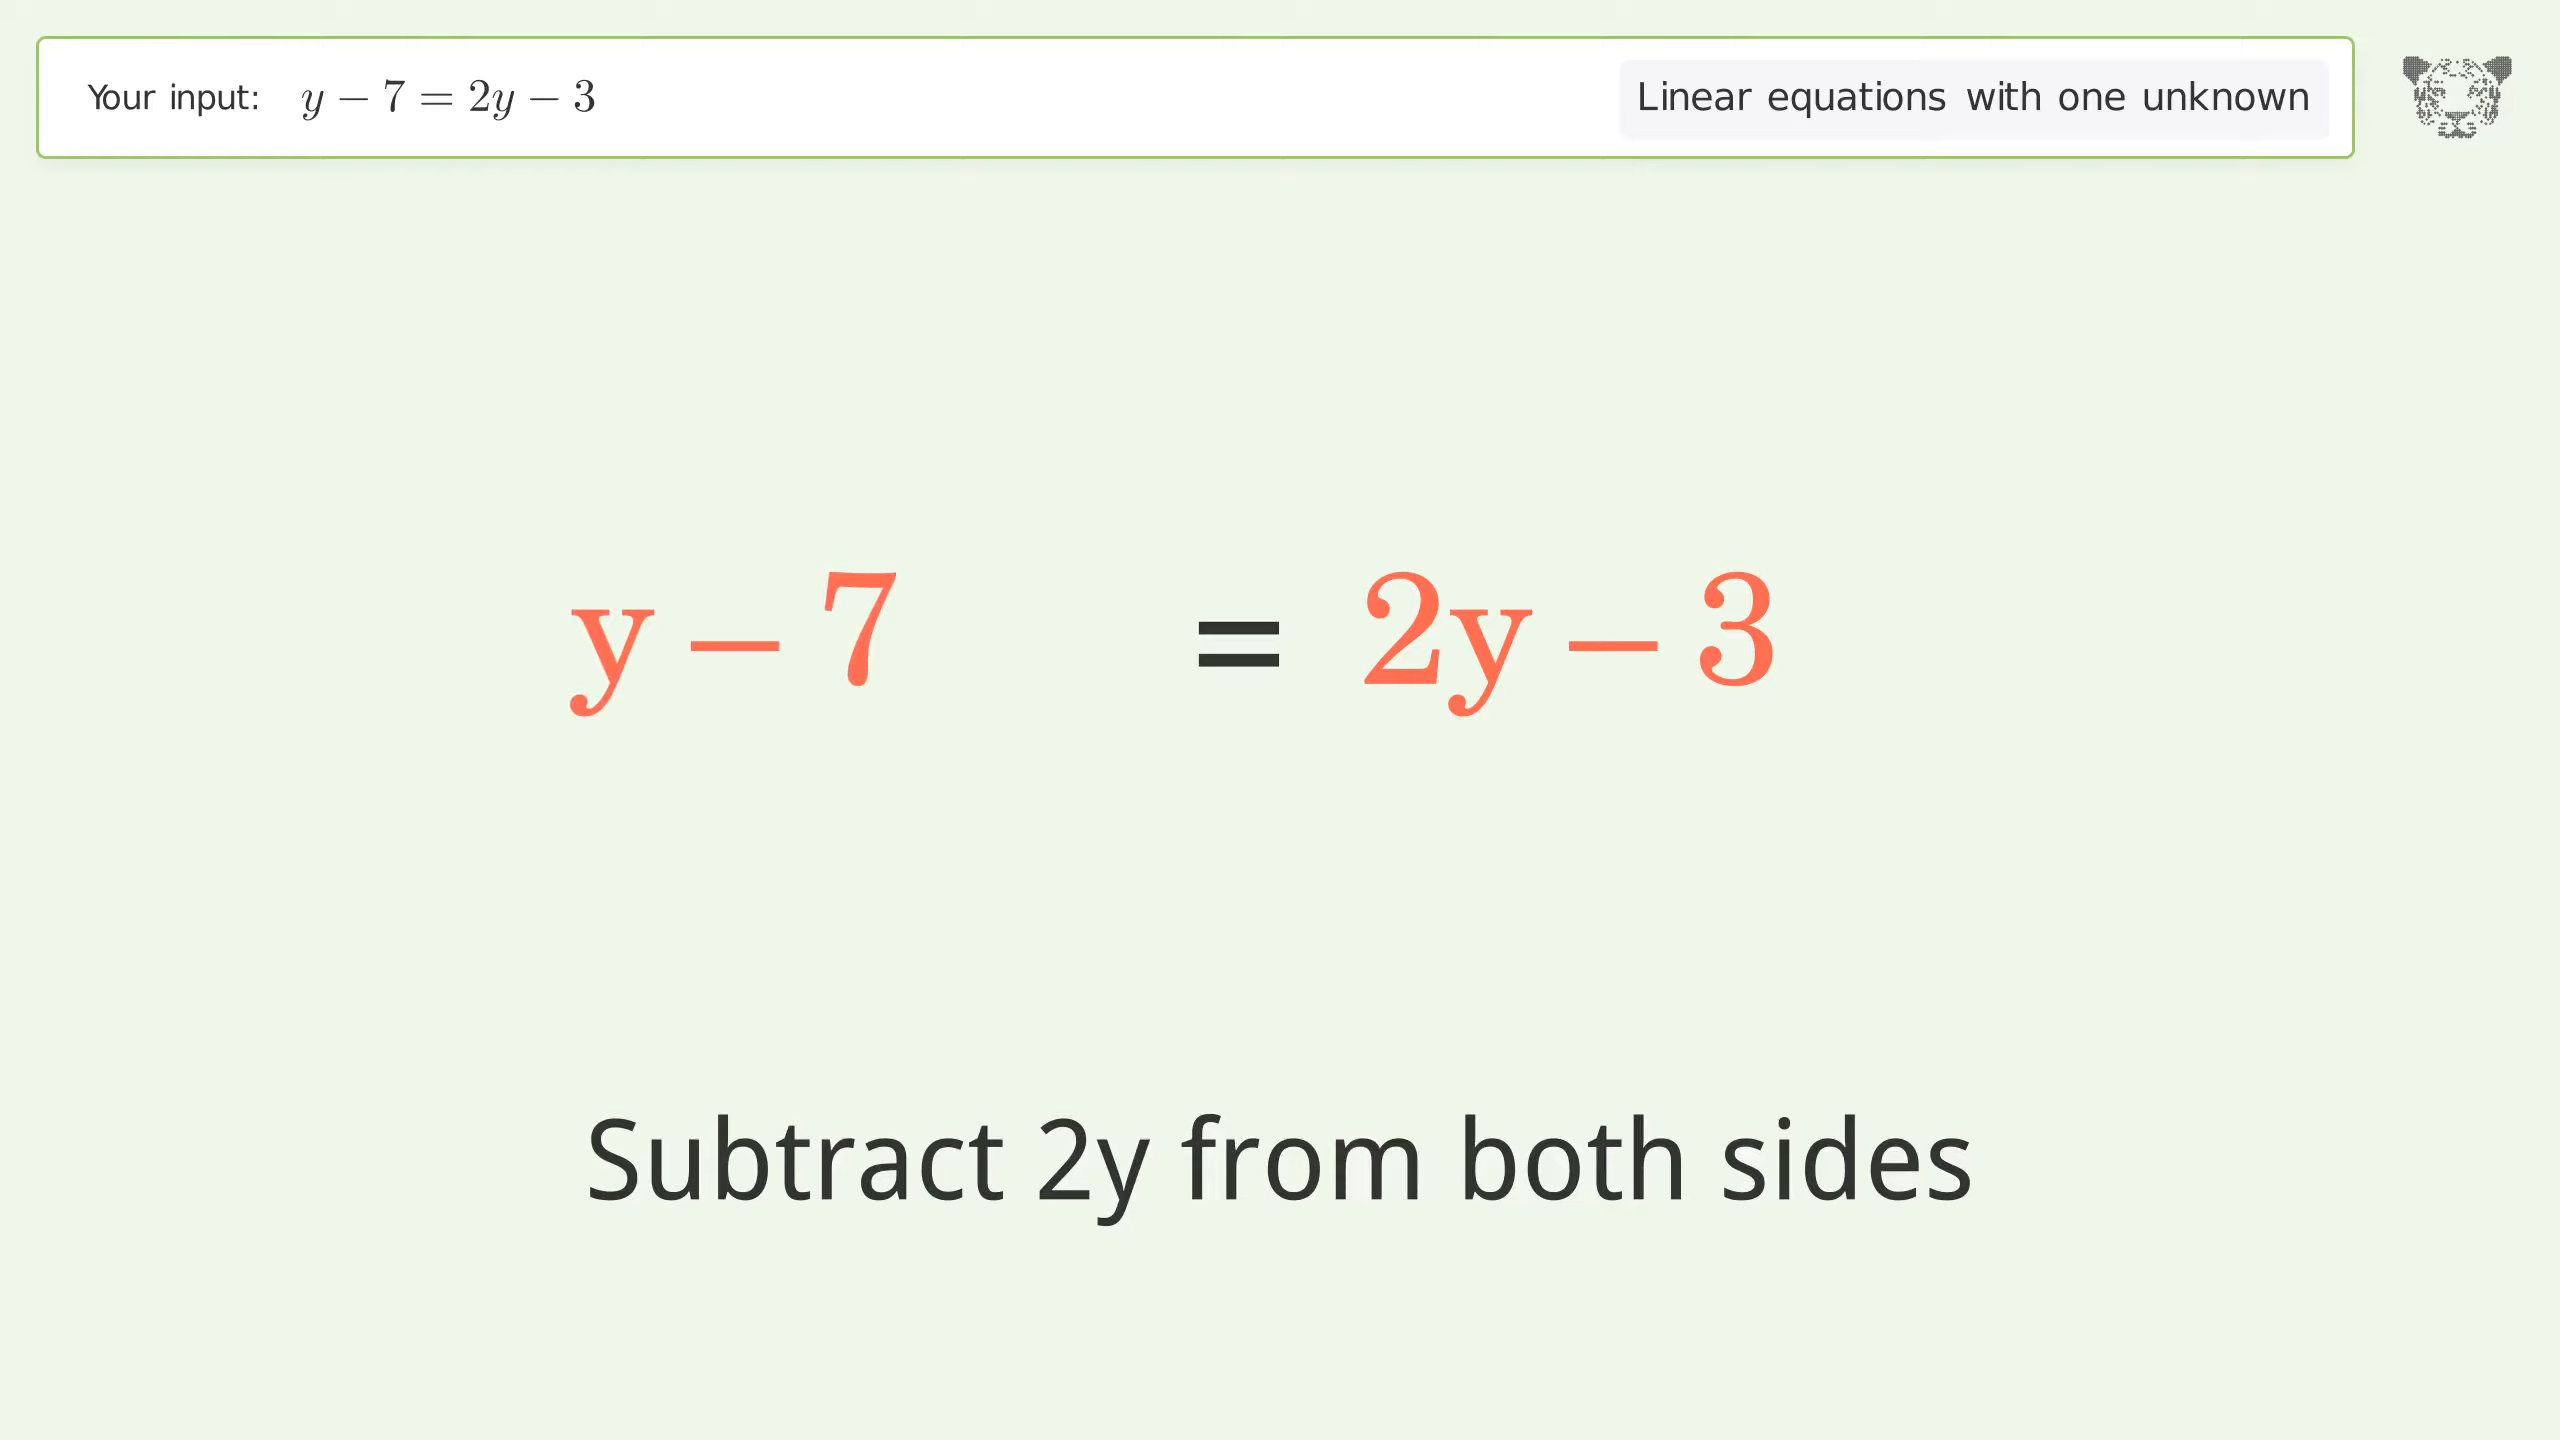 Your input: y − 7 = 2y − 3
Linear equations with one unknown
y − 7 = 2y − 3
Subtract 2y from both sides